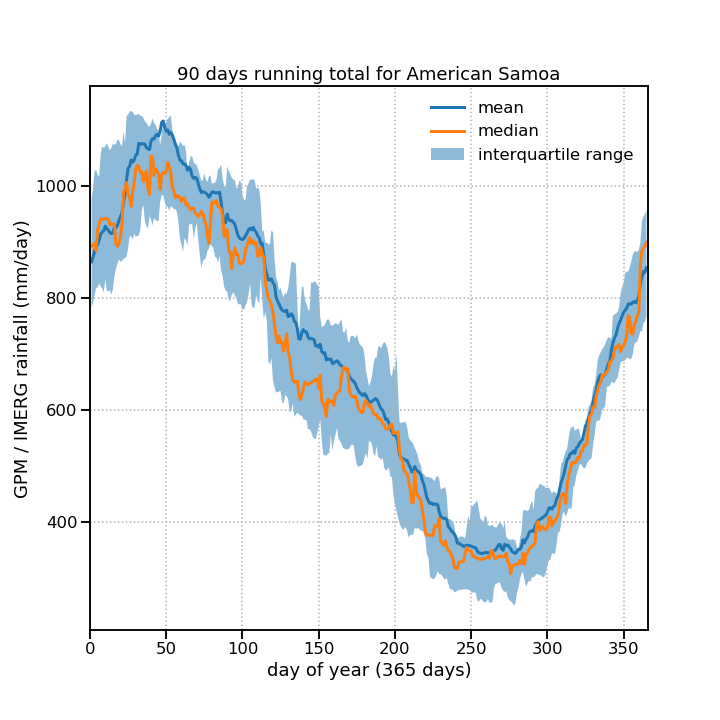 90 days running total for American Samoa
mean
median
interquartile range
GPM / IMERG rainfall (mm/day)
1000
800
600
400
0 50 100 150 200 250 300 350
day of year (365 days)